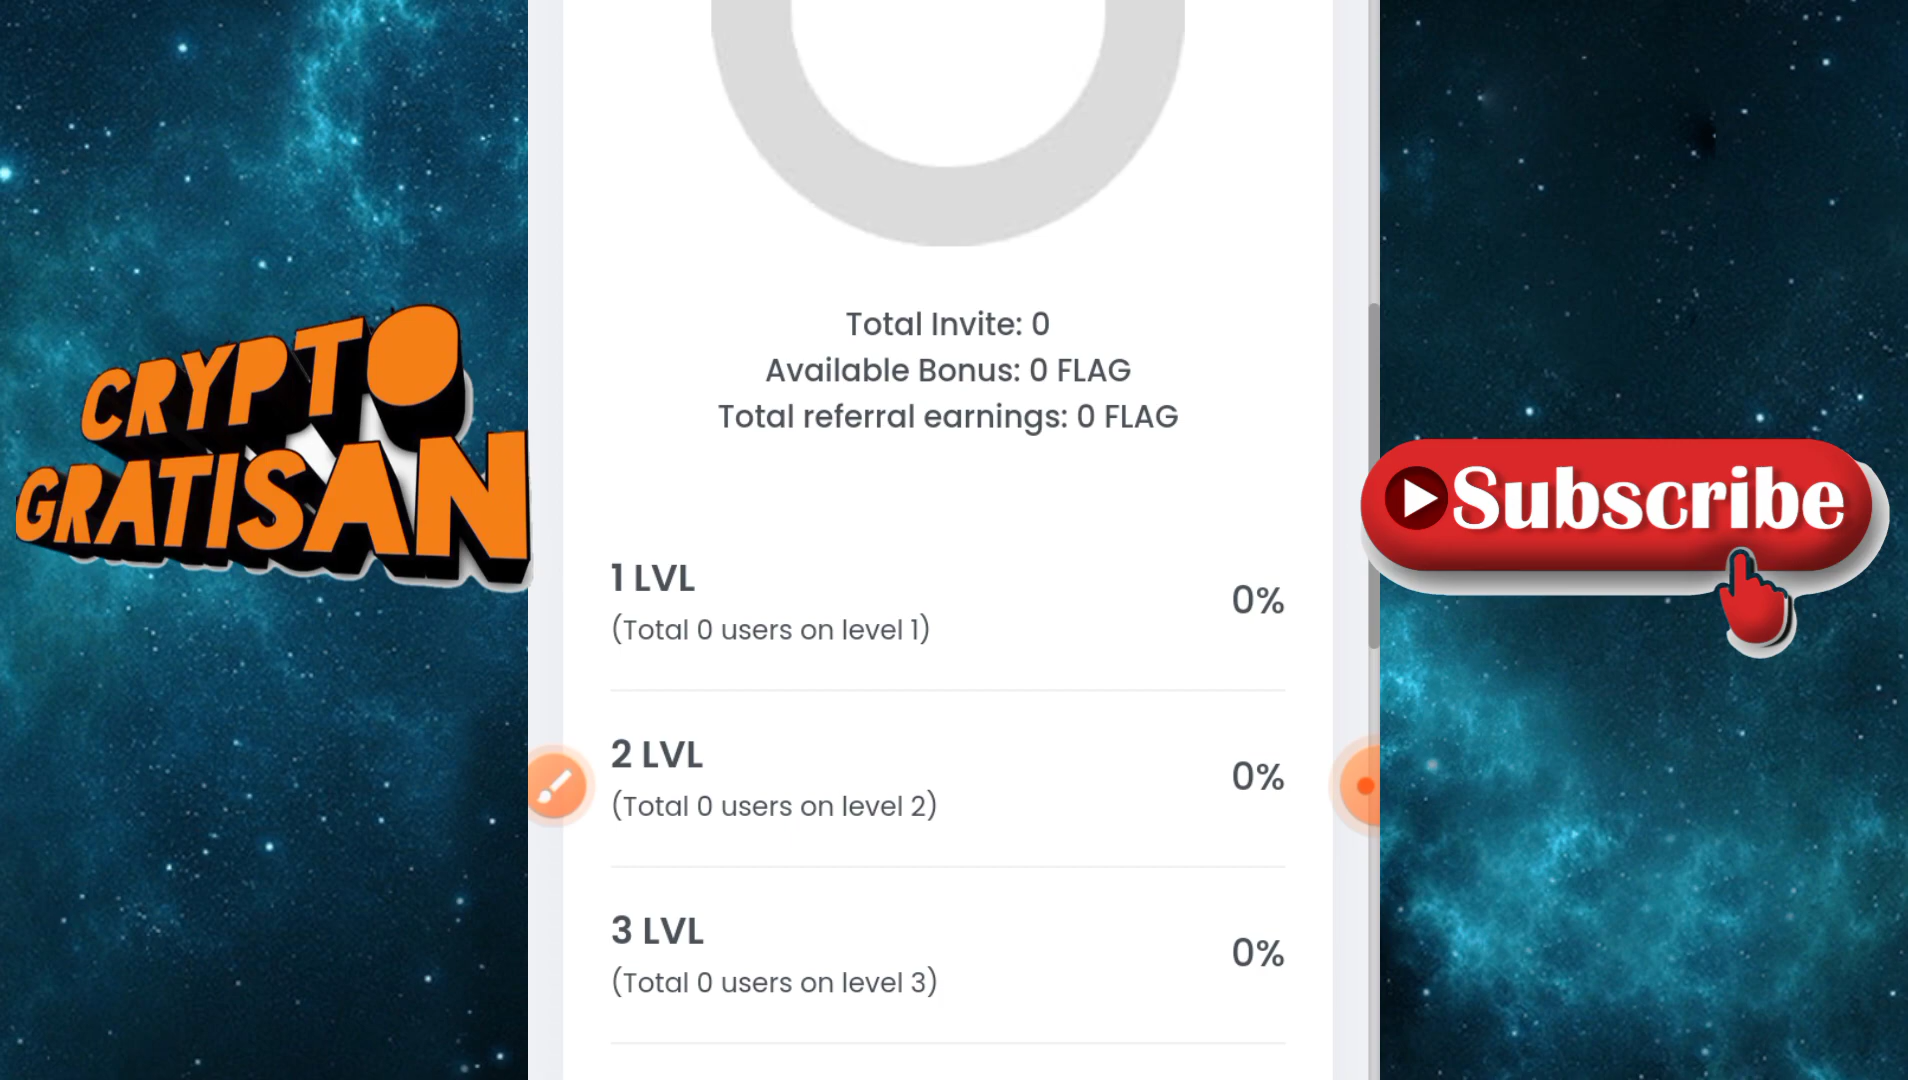 CRYPTO
GRATISAN
Total Invite: 0
Available Bonus: 0 FLAG
Total referral earnings: 0 FLAG
1 LVL
0%
(Total 0 users on level 1)
2 LVL
0%
(Total 0 users on level 2)
3 LVL
0%
(Total 0 users on level 3)
Subscribe